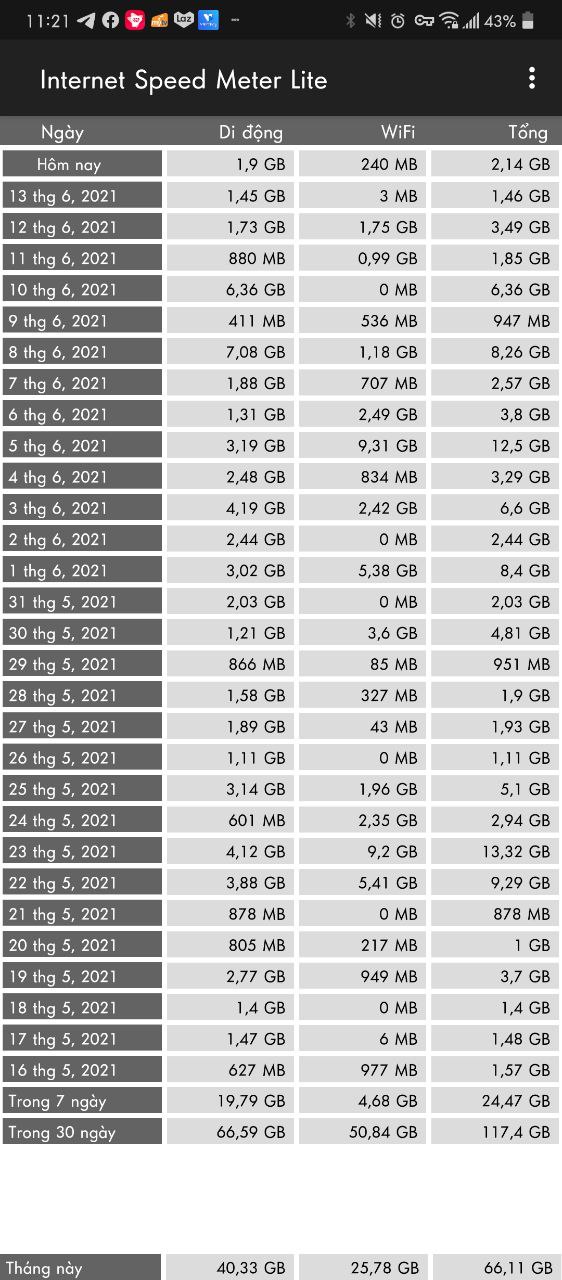 11:21 Laz 43%
Internet Speed Meter Lite
Ngày Di động WiFi Tổng
Hôm nay 1,9 GB 240 MB 2,14 GB
13 thg 6, 2021 1,45 GB 3 MB 1,46 GB
12 thg 6, 2021 1,73 GB 1,75 GB 3,49 GB
11 thg 6, 2021 880 MB 0,99 GB 1,85 GB
10 thg 6, 2021 6,36 GB 0 MB 6,36 GB
9 thg 6, 2021 411 MB 536 MB 947 MB
8 thg 6, 2021 7,08 GB 1,18 GB 8,26 GB
7 thg 6, 2021 1,88 GB 707 MB 2,57 GB
6 thg 6, 2021 1,31 GB 2,49 GB 3,8 GB
5 thg 6, 2021 3,19 GB 9,31 GB 12,5 GB
4 thg 6, 2021 2,48 GB 834 MB 3,29 GB
3 thg 6, 2021 4,19 GB 2,42 GB 6,6 GB
2 thg 6, 2021 2,44 GB 0 MB 2,44 GB
1 thg 6, 2021 3,02 GB 5,38 GB 8,4 GB
31 thg 5, 2021 2,03 GB 0 MB 2,03 GB
30 thg 5, 2021 1,21 GB 3,6 GB 4,81 GB
29 thg 5, 2021 866 MB 85 MB 951 MB
28 thg 5, 2021 1,58 GB 327 MB 1,9 GB
27 thg 5, 2021 1,89 GB 43 MB 1,93 GB
26 thg 5, 2021 1,11 GB 0 MB 1,11 GB
25 thg 5, 2021 3,14 GB 1,96 GB 5,1 GB
24 thg 5, 2021 601 MB 2,35 GB 2,94 GB
23 thg 5, 2021 4,12 GB 9,2 GB 13,32 GB
22 thg 5, 2021 3,88 GB 5,41 GB 9,29 GB
21 thg 5, 2021 878 MB 0 MB 878 MB
20 thg 5, 2021 805 MB 217 MB 1 GB
19 thg 5, 2021 2,77 GB 949 MB 3,7 GB
18 thg 5, 2021 1,4 GB 0 MB 1,4 GB
17 thg 5, 2021 1,47 GB 6 MB 1,48 GB
16 thg 5, 2021 627 MB 977 MB 1,57 GB
Trong 7 ngày 19,79 GB 4,68 GB 24,47 GB
Trong 30 ngày 66,59 GB 50,84 GB 117,4 GB
Tháng này 40,33 GB 25,78 GB 66,11 GB